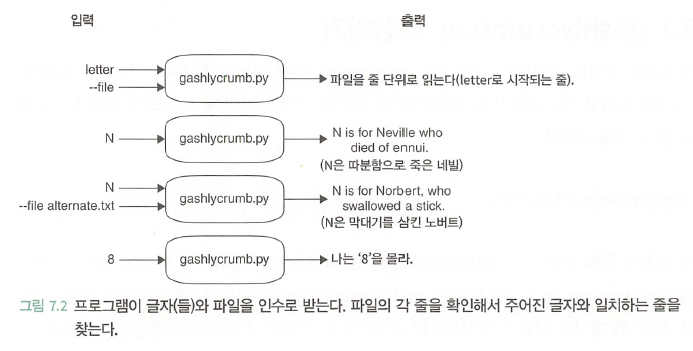 입력 출력
letter
--file
gashlycrumb.py
파일을 줄 단위로 읽는다(letter로 시작되는 줄).
N
gashlycrumb.py
N is for Neville who
died of ennui.
(N은 따분함으로 죽은 네빌)
N
--file alternate.txt
gashlycrumb.py
N is for Norbert, who
swallowed a stick.
(N은 막대기를 삼킨 노버트)
8
gashlycrumb.py
나는 ‘8’을 몰라.
그림 7.2 프로그램이 글자(들)와 파일을 인수로 받는다. 파일의 각 줄을 확인해서 주어진 글자와 일치하는 줄을
찾는다.